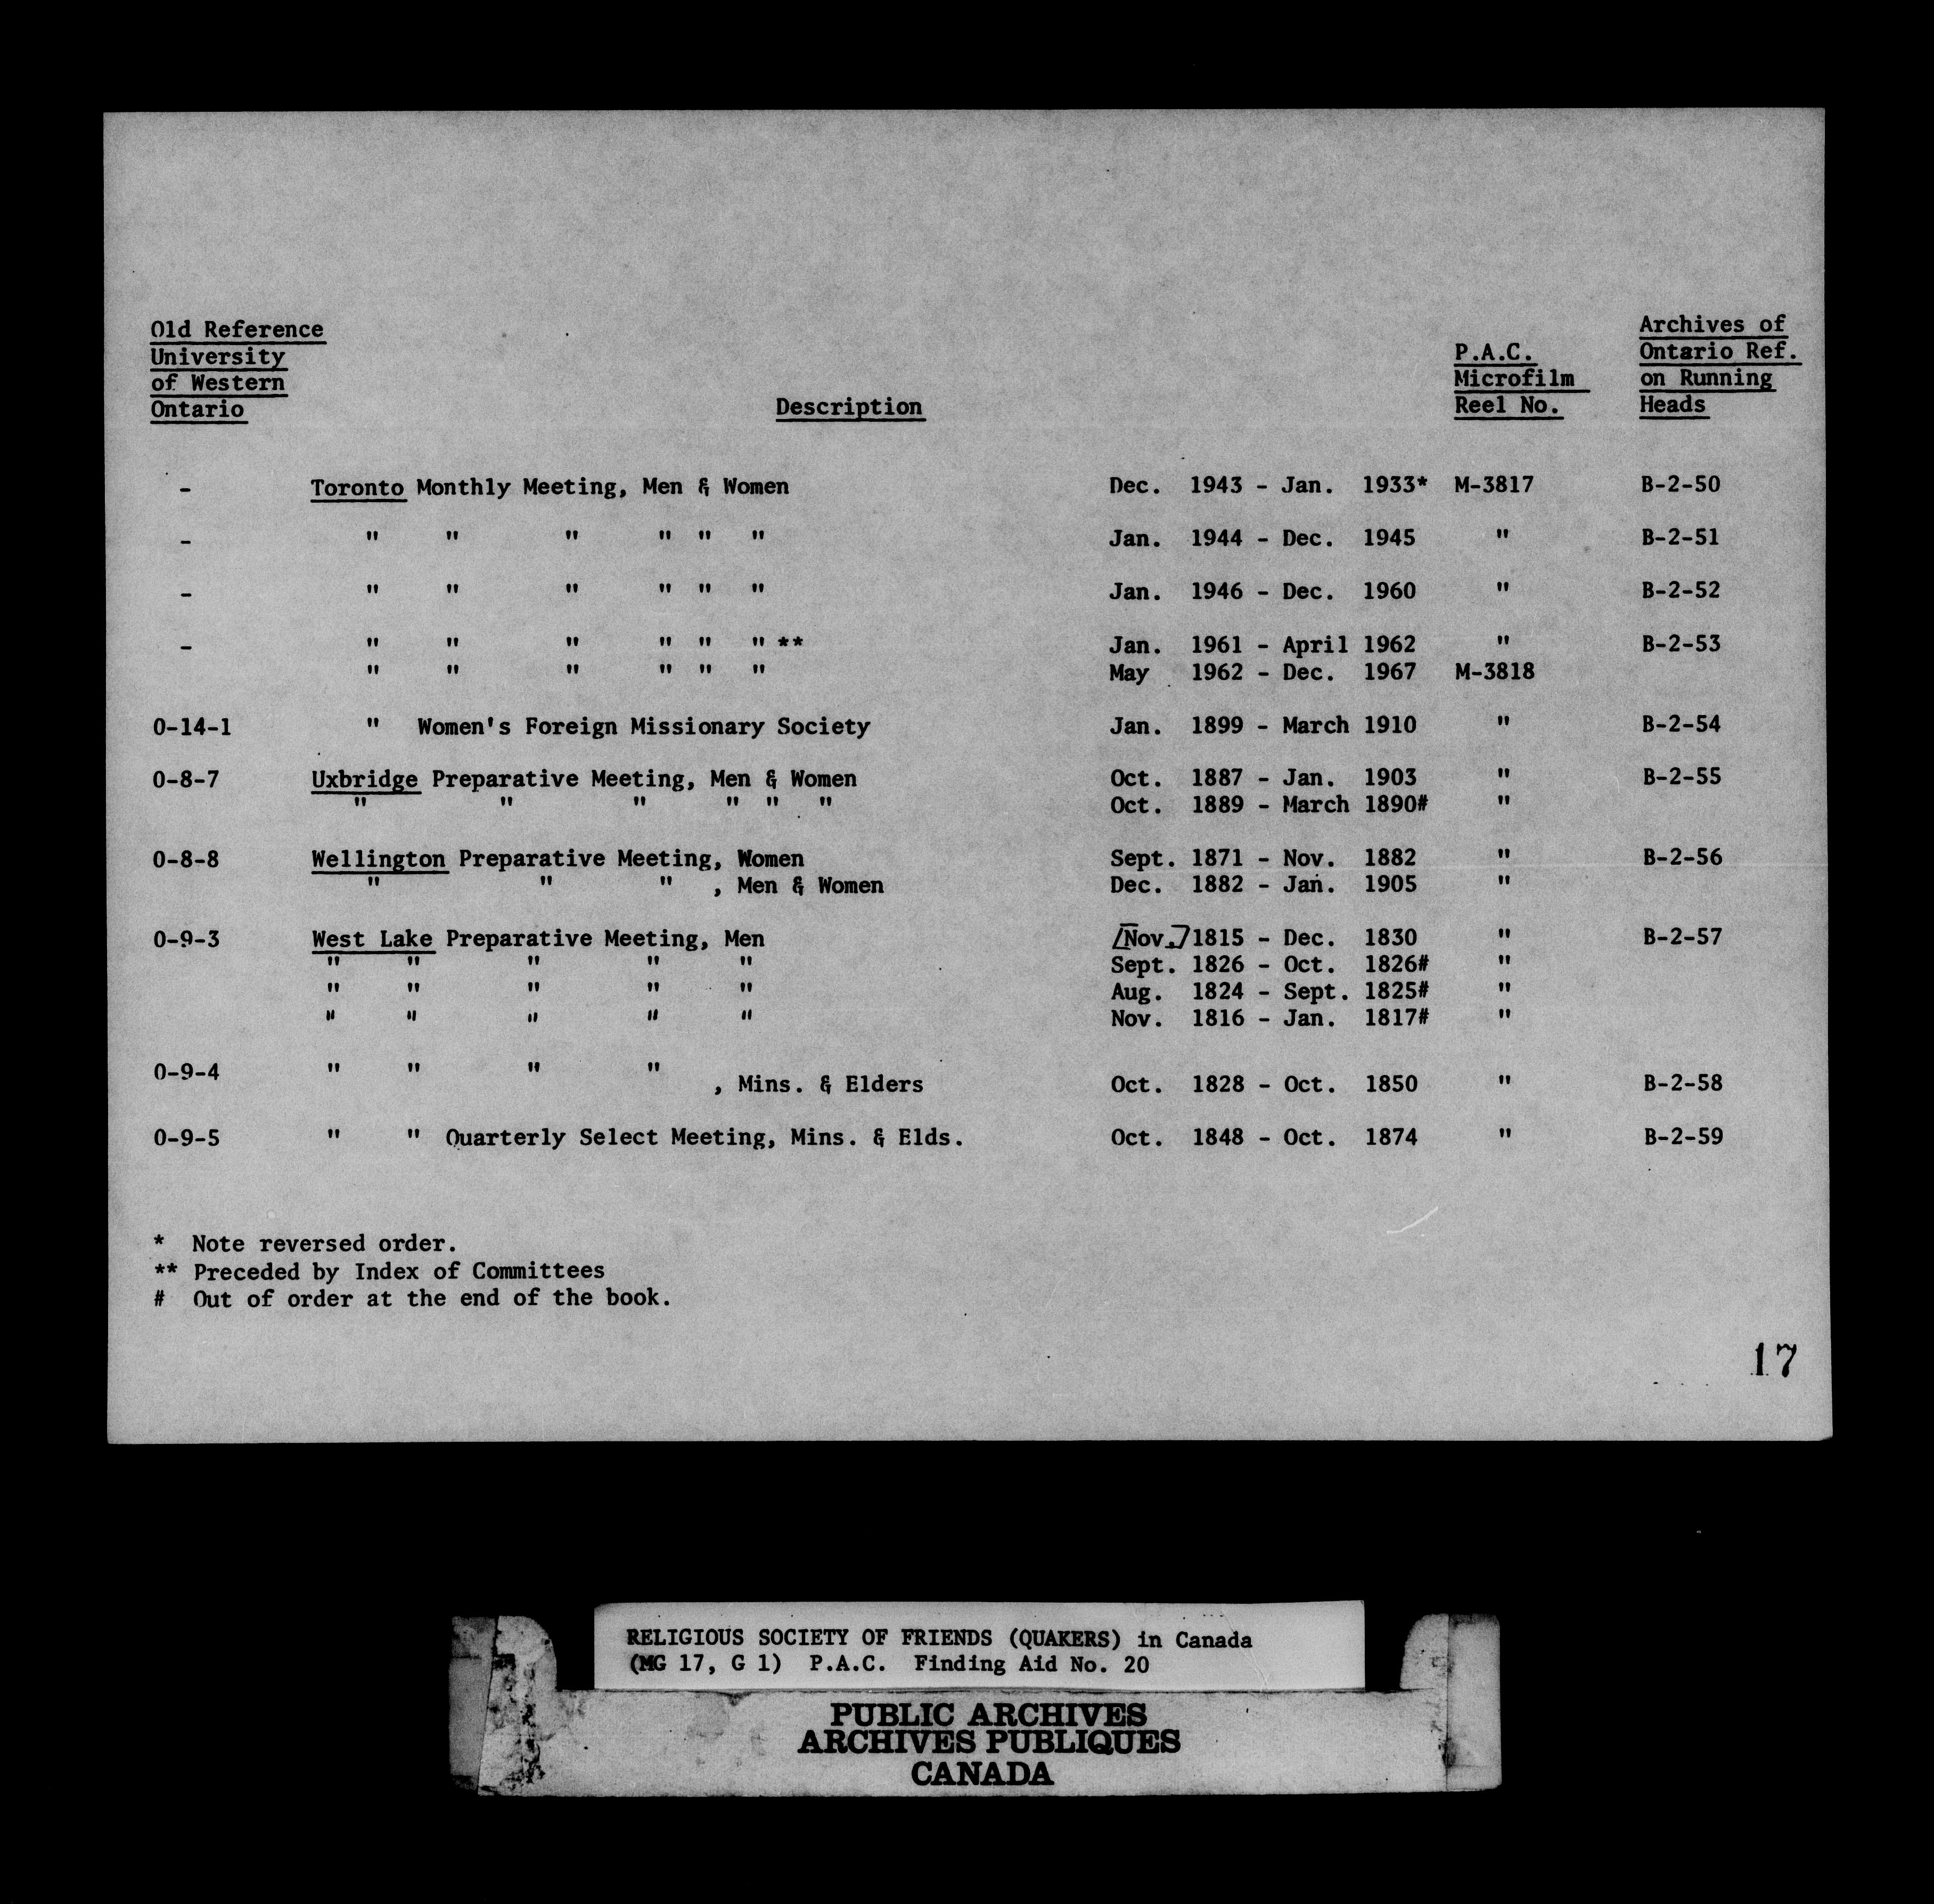 Old Reference
University
of Western
Ontario
Description
P.A.C.
Microfilm
Reel No.
Archives of
Ontario Ref.
on Running
Heads
- Toronto Monthly Meeting, Men & Women Dec. 1943 - Jan. 1933* M-3817 B-2-50
- " " " " " " Jan. 1944 - Dec. 1945 " B-2-51
- " " " " " " Jan. 1946 - Dec. 1960 " B-2-52
- " " " " " " ** Jan. 1961 - April 1962 " B-2-53
" " " " " " May 1962 - Dec. 1967 M-3818
0-14-1 " Women's Foreign Missionary Society Jan. 1899 - March 1910 " B-2-54
0-8-7 Uxbridge Preparative Meeting, Men & Women Oct. 1887 - Jan. 1903 " B-2-55
" " " " " " Oct. 1889 - March 1890# "
0-8-8 Wellington Preparative Meeting, Women Sept. 1871 - Nov. 1882 " B-2-56
" " " , Men & Women Dec. 1882 - Jan. 1905 "
0-9-3 West Lake Preparative Meeting, Men [Nov.] 1815 - Dec. 1830 " B-2-57
" " " " " Sept. 1826 - Oct. 1826# "
" " " " " Aug. 1824 - Sept. 1825# "
" " " " " Nov. 1816 - Jan. 1817# "
0-9-4 " " " " , Mins. & Elders Oct. 1828 - Oct. 1850 " B-2-58
0-9-5 " " Quarterly Select Meeting, Mins. & Elds. Oct. 1848 - Oct. 1874 " B-2-59
* Note reversed order.
** Preceded by Index of Committees
# Out of order at the end of the book.
17
RELIGIOUS SOCIETY OF FRIENDS (QUAKERS) in Canada
(MG 17, G 1) P.A.C. Finding Aid No. 20
PUBLIC ARCHIVES
ARCHIVES PUBLIQUES
CANADA